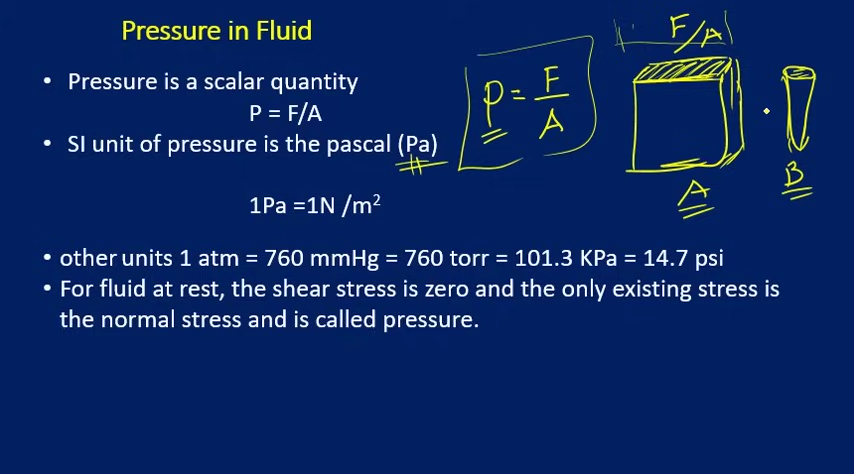 Pressure in Fluid
• Pressure is a scalar quantity
P = F/A
• SI unit of pressure is the pascal (Pa)
1Pa =1N /m²
• other units 1 atm = 760 mmHg = 760 torr = 101.3 KPa = 14.7 psi
• For fluid at rest, the shear stress is zero and the only existing stress is
the normal stress and is called pressure.
P = F/A
F/A
A
B